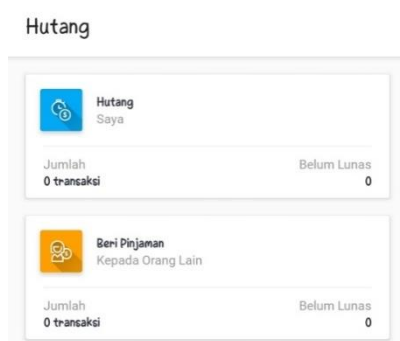 Hutang
Hutang
Saya
Jumlah Belum Lunas
0 transaksi 0
Beri Pinjaman
Kepada Orang Lain
Jumlah Belum Lunas
0 transaksi 0